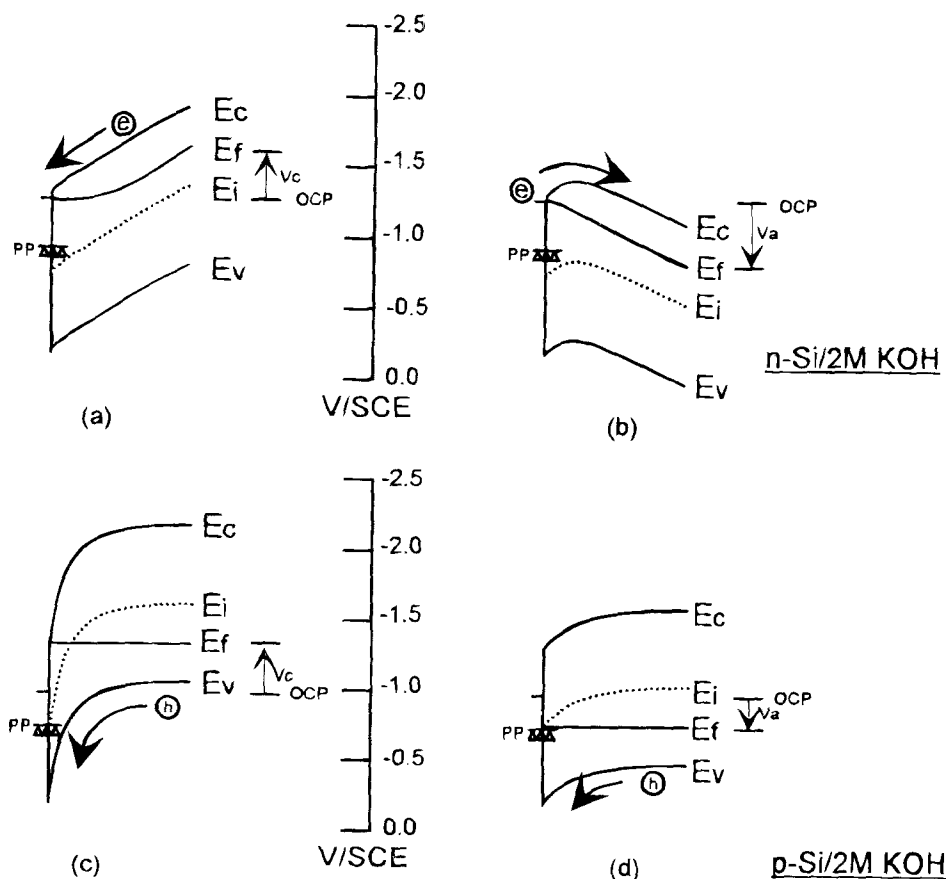 -2.5
-2.0
-1.5
-1.0
-0.5
0.0
V/SCE
e
Ec
Ef
Vc
OCP
Ei
Ev
PP
(a)
e
OCP
Ec
Va
Ef
Ei
Ev
PP
(b)
n-Si/2M KOH
-2.5
-2.0
-1.5
-1.0
-0.5
0.0
V/SCE
Ec
Ei
Ef
Vc
Ev
OCP
h
PP
(c)
Ec
Ei
OCP
Va
Ef
PP
Ev
h
(d)
p-Si/2M KOH